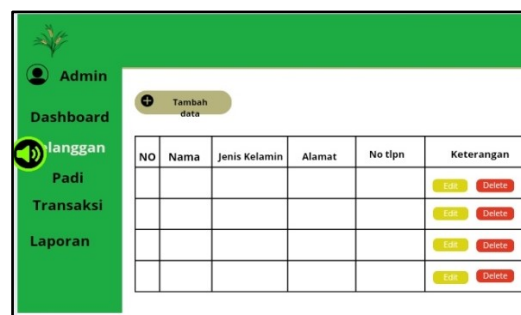 Admin
Dashboard
langgan
Padi
Transaksi
Laporan
Tambah
data
NO Nama Jenis Kelamin Alamat No tlpn Keterangan
Edit Delete
Edit Delete
Edit Delete
Edit Delete